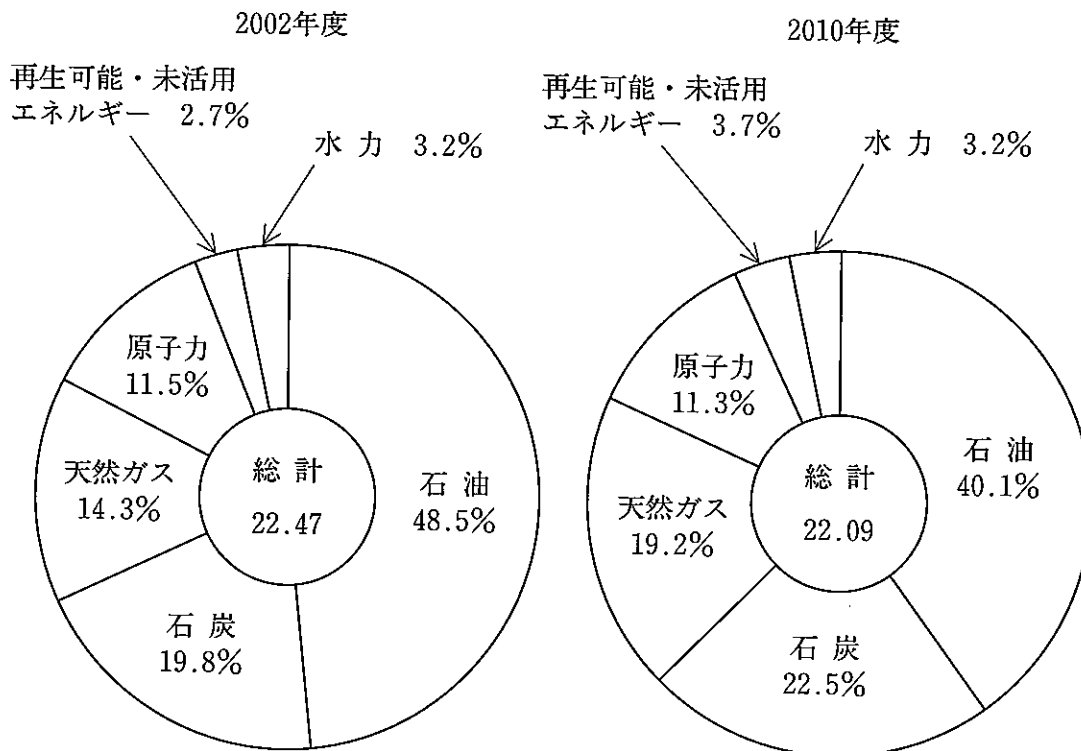 2002年度
再生可能・未活用
エネルギー 2.7%
水 力 3.2%
原子力
11.5%
天然ガス
14.3%
総 計
22.47
石 油
48.5%
石 炭
19.8%
2010年度
再生可能・未活用
エネルギー 3.7%
水 力 3.2%
原子力
11.3%
天然ガス
19.2%
総 計
22.09
石 油
40.1%
石 炭
22.5%